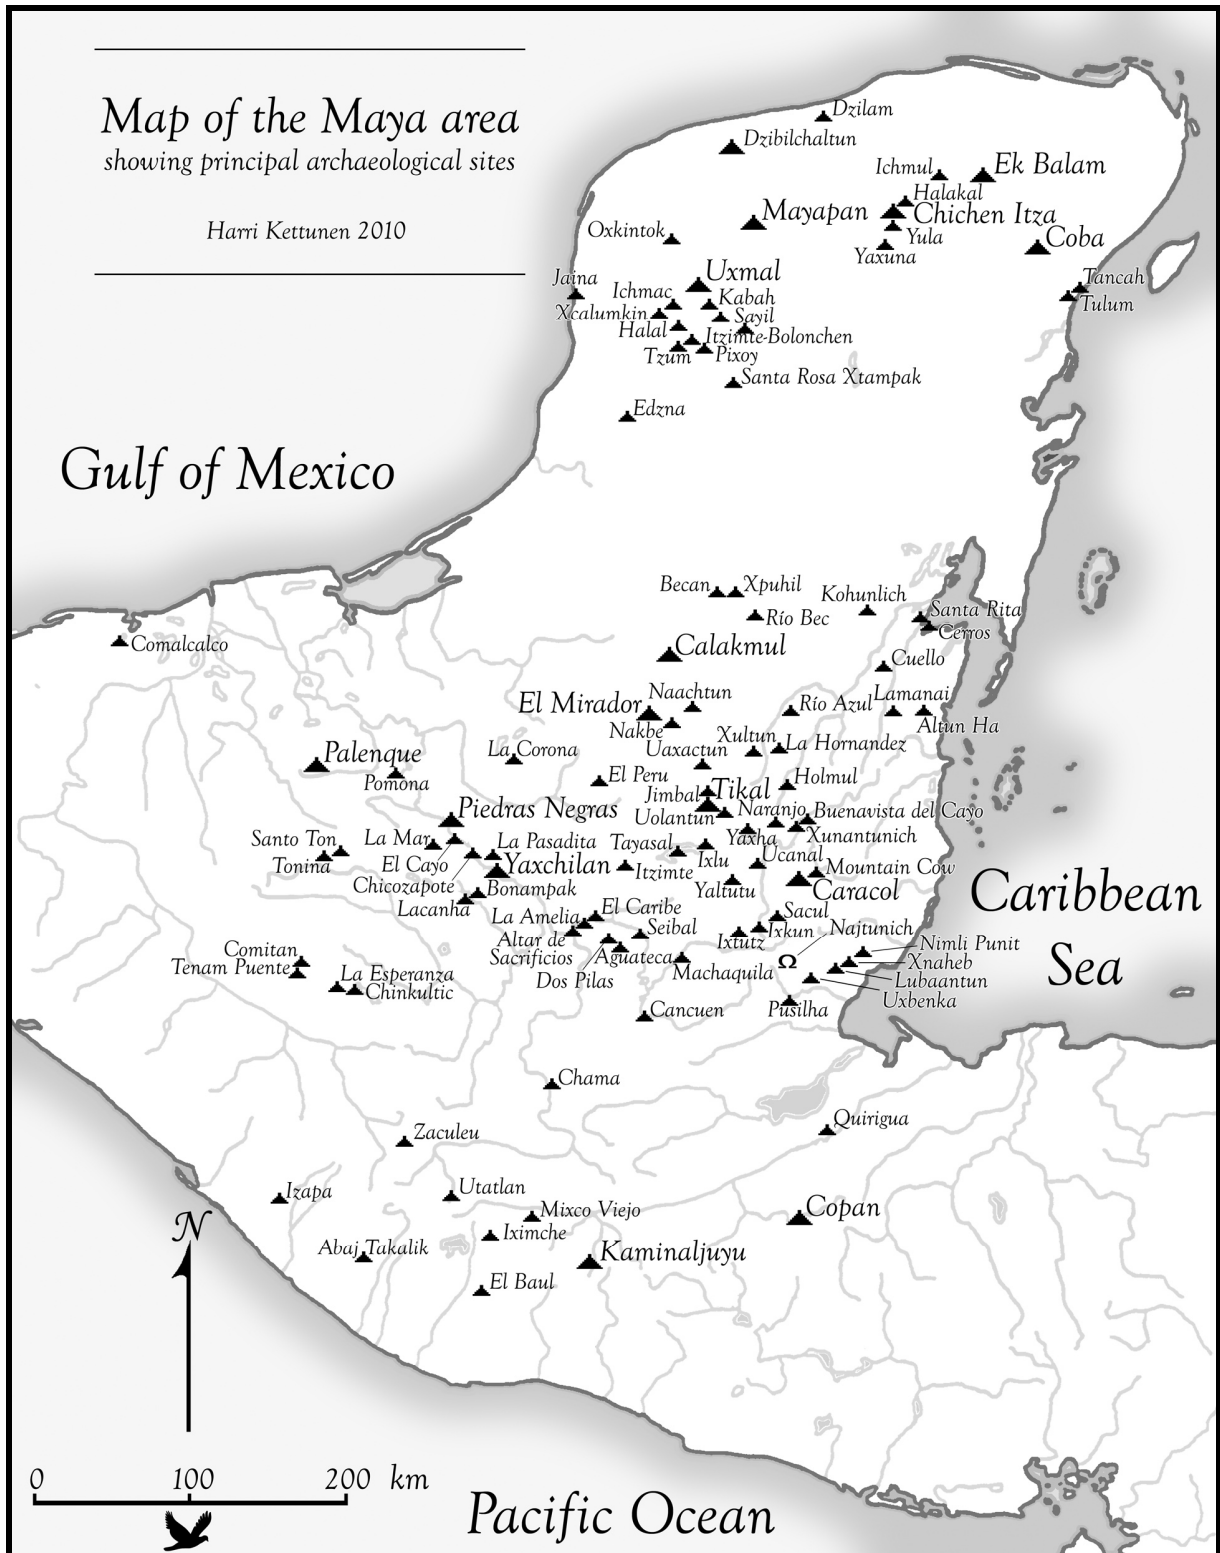 Map of the Maya area
showing principal archaeological sites
Harri Kettunen 2010
Dzilam
Dzibilchaltun
Ichmul
Ek Balam
Halakal
Mayapan
Chichen Itza
Oxkintok
Yula
Coba
Yaxuna
Uxmal
Jaina
Tancah
Ichmac
Kabah
Tulum
Xcalumkin
Sayil
Halal
Itzimte-Bolonchen
Tzum
Pixoy
Santa Rosa Xtampak
Edzna
Gulf of Mexico
Becan
Xpuhil
Kohunlich
Río Bec
Santa Rita
Cerros
Comalcalco
Calakmul
Cuello
Naachtun
Lamanai
El Mirador
Río Azul
Nakbe
Altun Ha
Xultun
La Hornandez
La Corona
Uaxactun
Palenque
El Peru
Holmul
Pomona
Jimbal
Tikal
Piedras Negras
Uolantun
Naranjo
Buenavista del Cayo
Santo Ton
La Mar
La Pasadita
Tayasal
Yaxha
Xunantunich
Tonina
El Cayo
Yaxchilan
Ixlu
Ucanal
Mountain Cow
Itzimte
Chicozapote
Bonampak
Yaltutu
Caracol
Caribbean
Sea
Lacanha
La Amelia
El Caribe
Sacul
Altar de
Sacrificios
Seibal
Ixtutz
Ixkun
Najtunich
Comitan
Aguateca
Nimli Punit
Tenam Puente
Dos Pilas
Machaquila
Ω
Xnaheb
La Esperanza
Lubaantun
Chinkultic
Uxbenka
Cancuen
Pusilha
Chama
Quirigua
Zaculeu
Izapa
Utatlan
Mixco Viejo
Copan
N
Iximche
Abaj Takalik
Kaminaljuyu
El Baul
0 100 200 km
Pacific Ocean